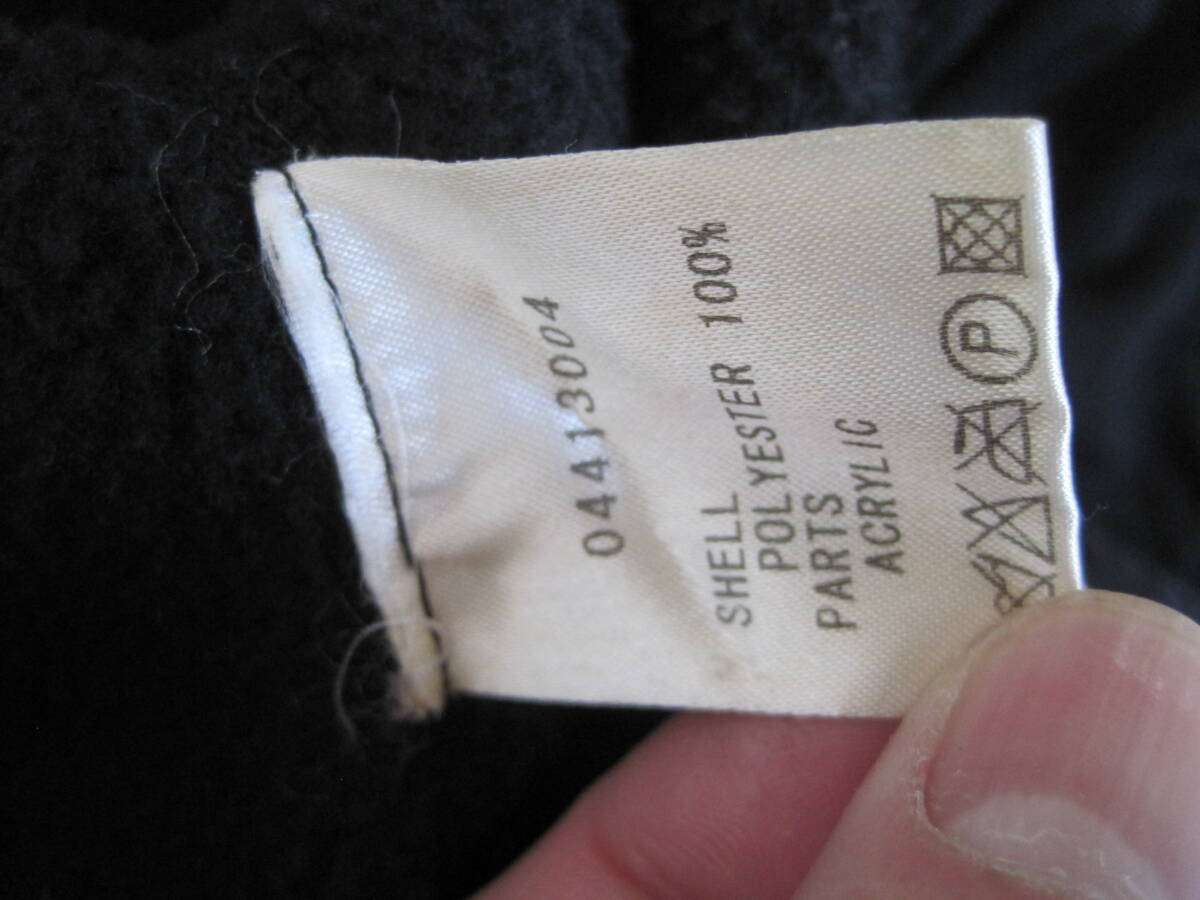 04413004
SHELL
POLYESTER 100%
PARTS
ACRYLIC
P